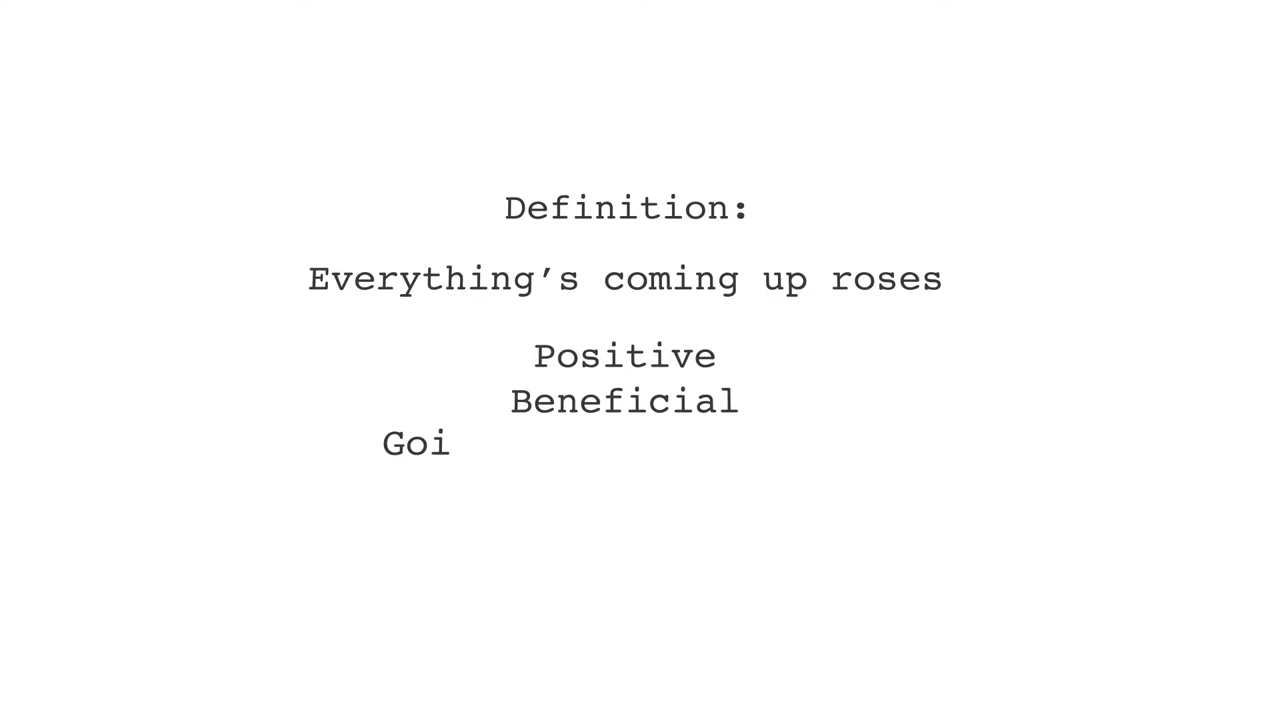 Definition:
Everything’s coming up roses
Positive
Beneficial
Goi